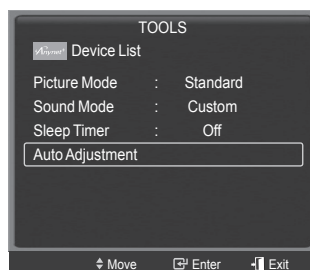 TOOLS
Anynet+ Device List
Picture Mode : Standard
Sound Mode : Custom
Sleep Timer : Off
Auto Adjustment
Move Enter Exit